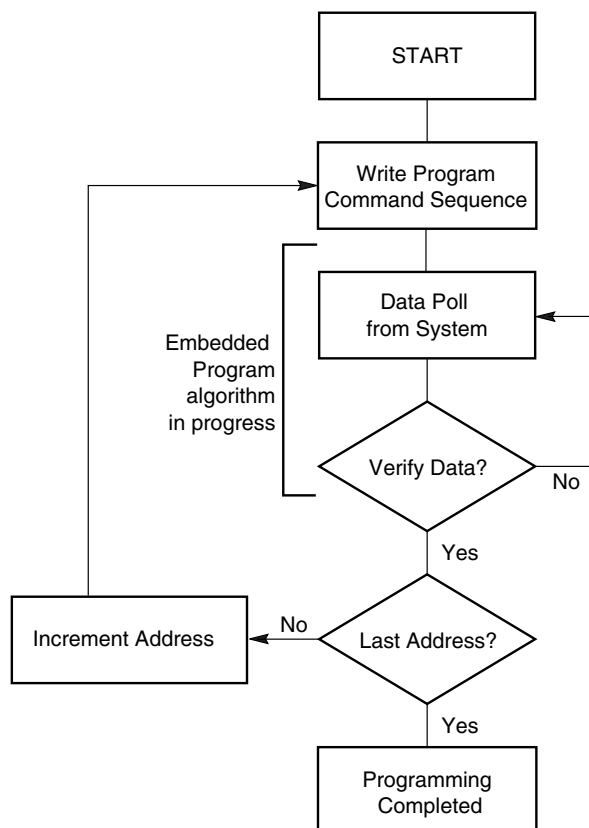 START
Write Program
Command Sequence
Data Poll
from System
Embedded
Program
algorithm
in progress
Verify Data?
No
Yes
Last Address?
No
Increment Address
Yes
Programming
Completed